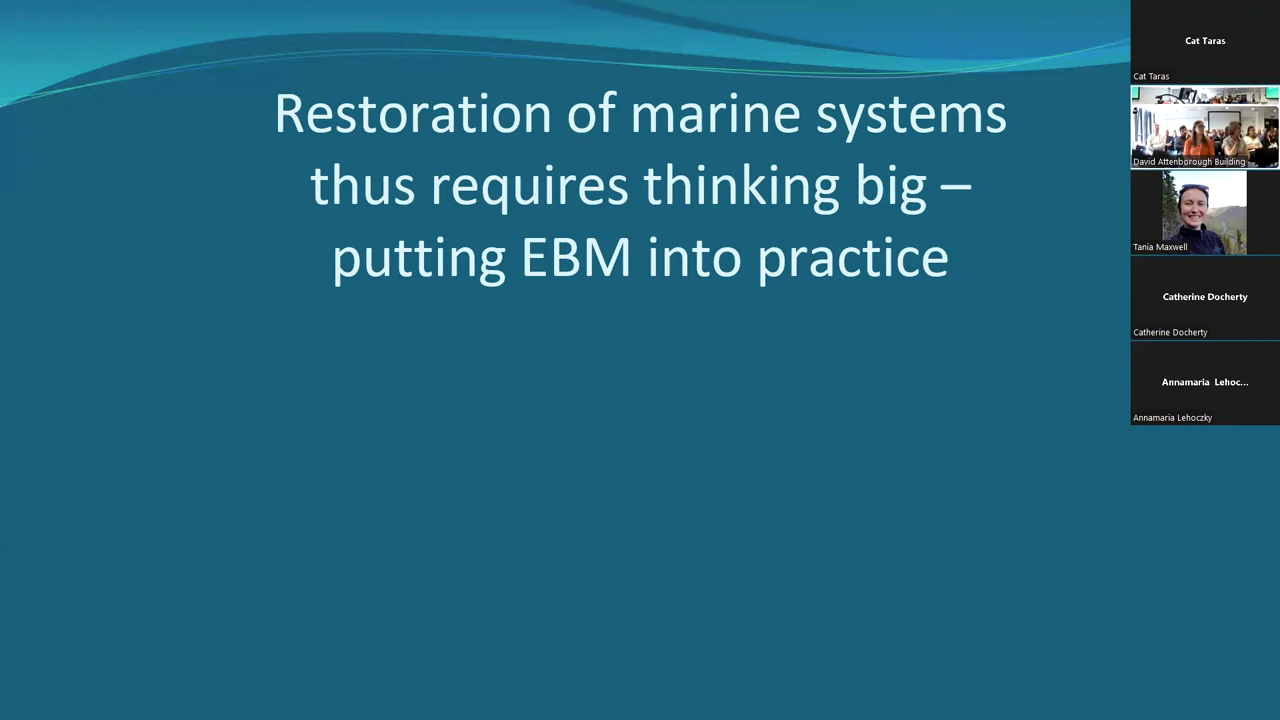 Restoration of marine systems
thus requires thinking big –
putting EBM into practice
Cat Taras
Cat Taras
David Attenborough Building
Tania Maxwell
Catherine Docherty
Catherine Docherty
Annamaria Lehoc...
Annamaria Lehoczky